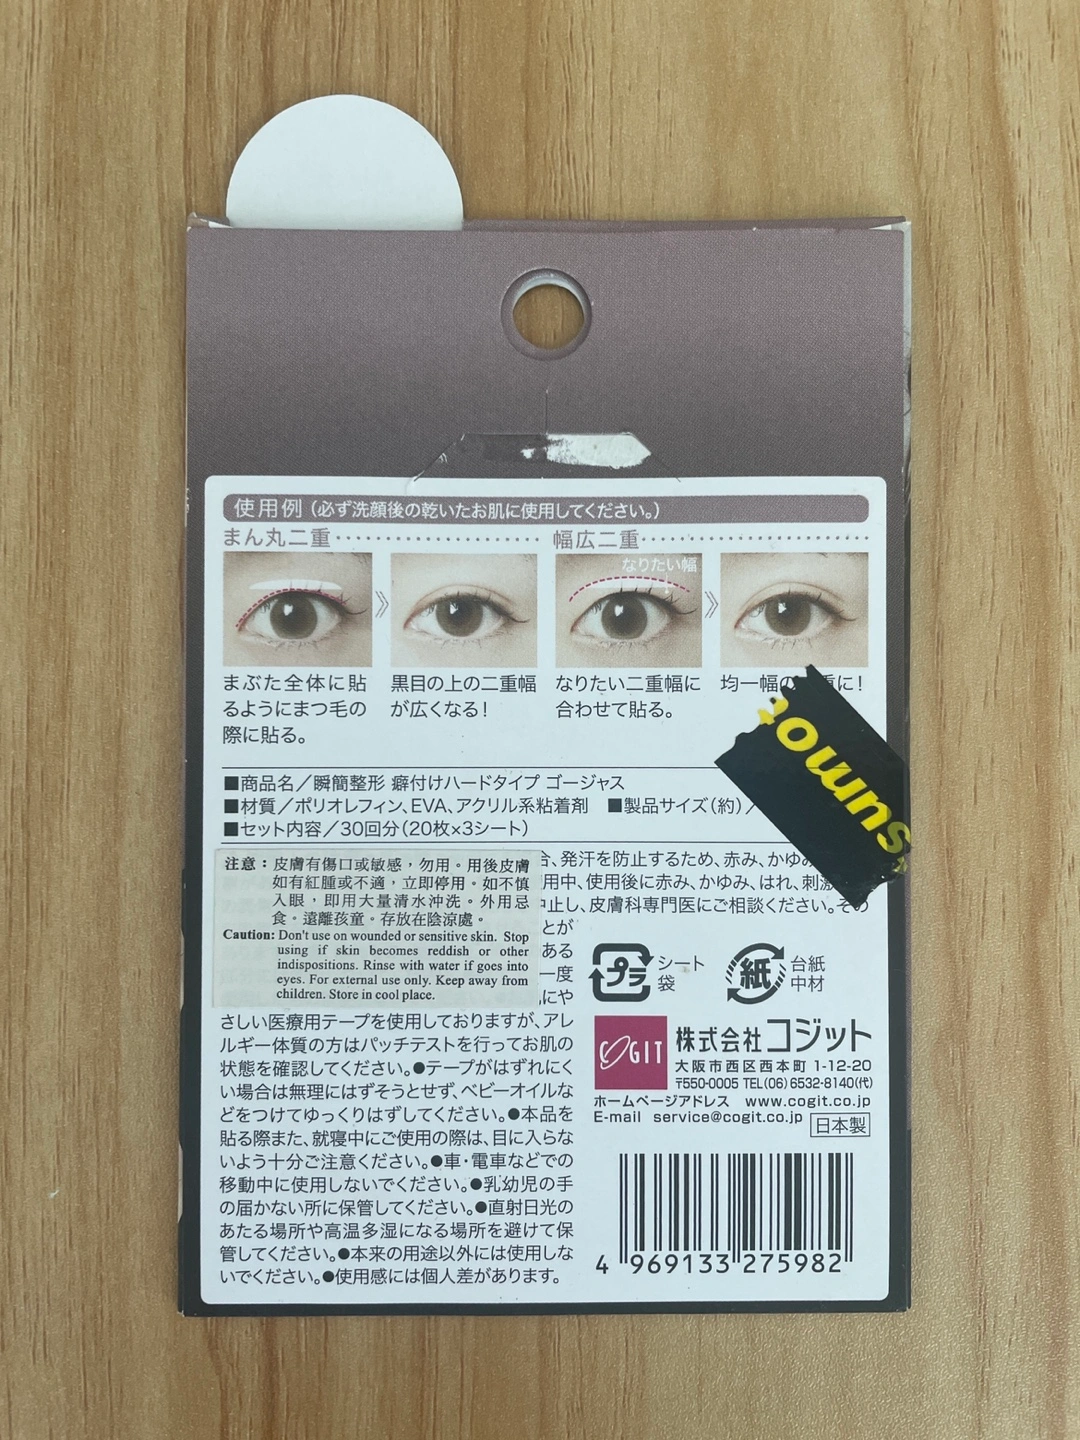 使用例（必ず洗顔後の乾いたお肌に使用してください。）
まん丸二重
幅広二重
なりたい幅
まぶた全体に貼
るようにまつ毛の
際に貼る。
黒目の上の二重幅
が広くなる！
なりたい二重幅に
合わせて貼る。
均一幅の重に！
sumol
■商品名／瞬簡整形 癖付けハードタイプ ゴージャス
■材質／ポリオレフィン、EVA、アクリル系粘着剤　■製品サイズ（約）／
■セット内容／30回分（20枚×3シート）
合、発汗を防止するため、赤み、かゆみ
用中、使用後に赤み、かゆみ、はれ、刺激
中止し、皮膚科専門医にご相談ください。その
とが
ある
一度
にや
注意：皮膚有傷口或敏感，勿用。用後皮膚
如有紅腫或不適，立即停用。如不慎
入眼，即用大量清水沖洗。外用忌
食。遠離孩童。存放在陰涼處。
Caution: Don't use on wounded or sensitive skin. Stop
using if skin becomes reddish or other
indispositions. Rinse with water if goes into
eyes. For external use only. Keep away from
children. Store in cool place.
さしい医療用テープを使用しておりますが、アレ
ルギー体質の方はパッチテストを行ってお肌の
状態を確認してください。●テープがはずれにく
い場合は無理にはずそうとせず、ベビーオイルな
どをつけてゆっくりはずしてください。●本品を
貼る際また、就寝中にご使用の際は、目に入らな
いよう十分ご注意ください。●車・電車などでの
移動中に使用しないでください。●乳幼児の手
の届かない所に保管してください。●直射日光の
あたる場所や高温多湿になる場所を避けて保
管してください。●本来の用途以外には使用しな
いでください。●使用感には個人差があります。
プラ
シート
袋
紙
台紙
中材
COGIT
株式会社コジット
大阪市西区西本町 1-12-20
〒550-0005 TEL（06）6532-8140（代）
ホームページアドレス　www.cogit.co.jp
E-mail　service@cogit.co.jp
日本製
4 969133 275982